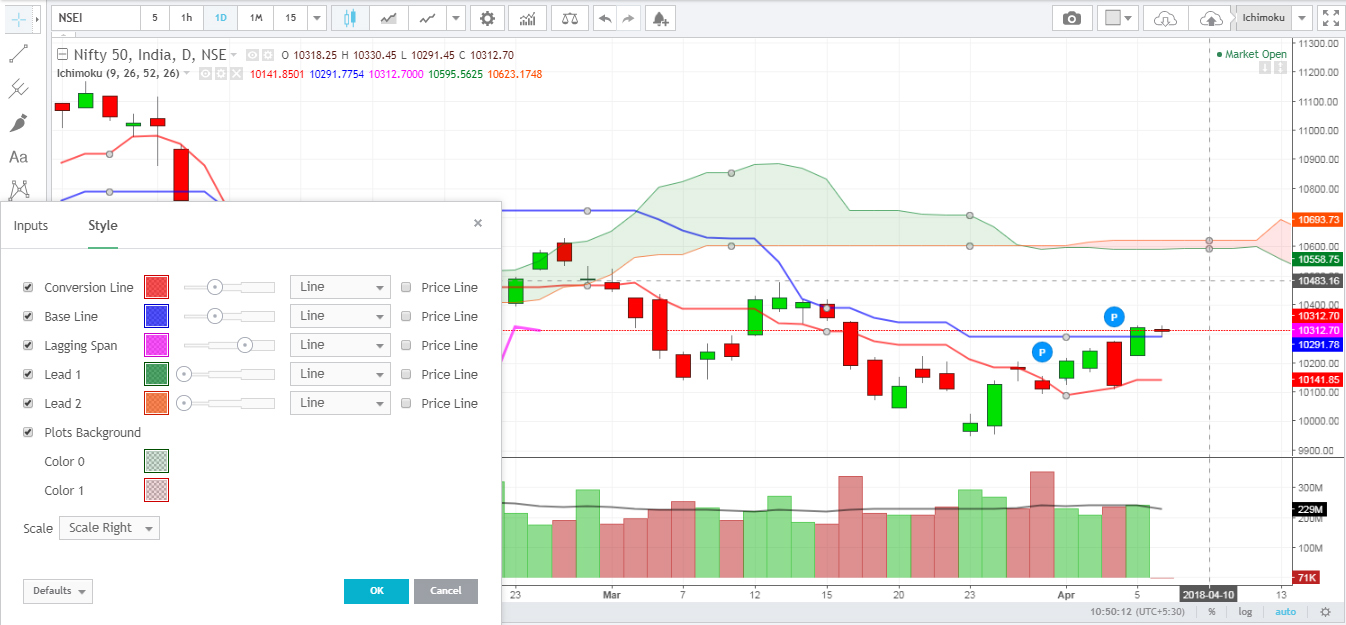 NSEI 5 1h 1D 1M 15 Ichimoku
Nifty 50, India, D, NSE O 10318.25 H 10330.45 L 10291.45 C 10312.70
Market Open
Ichimoku (9, 26, 52, 26) 10141.8501 10291.7754 10312.7000 10595.5625 10623.1748
Aa
11300.00
11200.00
11100.00
11000.00
10900.00
10800.00
10693.73
10600.00
10558.75
10483.16
10400.00
10312.70
10312.70
10291.78
10200.00
10141.85
10100.00
10000.00
9900.00
P
P
300M
229M
200M
100M
71K
Inputs Style ×
Conversion Line Line Price Line
Base Line Line Price Line
Lagging Span Line Price Line
Lead 1 Line Price Line
Lead 2 Line Price Line
Plots Background
Color 0
Color 1
Scale Scale Right
Defaults OK Cancel
23 Mar 7 12 15 20 23 Apr 5 2018-04-10 13
10:50:12 (UTC+5:30) % log auto